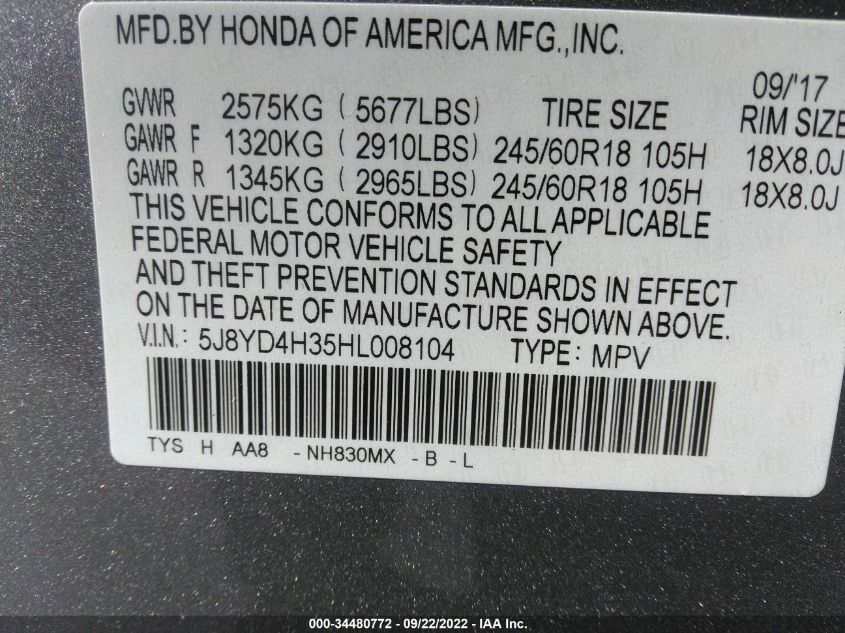 MFD.BY HONDA OF AMERICA MFG.,INC.
09/'17
GVWR 2575KG ( 5677LBS) TIRE SIZE RIM SIZE
GAWR F 1320KG ( 2910LBS) 245/60R18 105H 18X8.0J
GAWR R 1345KG ( 2965LBS) 245/60R18 105H 18X8.0J
THIS VEHICLE CONFORMS TO ALL APPLICABLE
FEDERAL MOTOR VEHICLE SAFETY
AND THEFT PREVENTION STANDARDS IN EFFECT
ON THE DATE OF MANUFACTURE SHOWN ABOVE.
V.I.N.: 5J8YD4H35HL008104 TYPE: MPV
TYS H AA8 - NH830MX - B - L
000-34480772 - 09/22/2022 - IAA Inc.